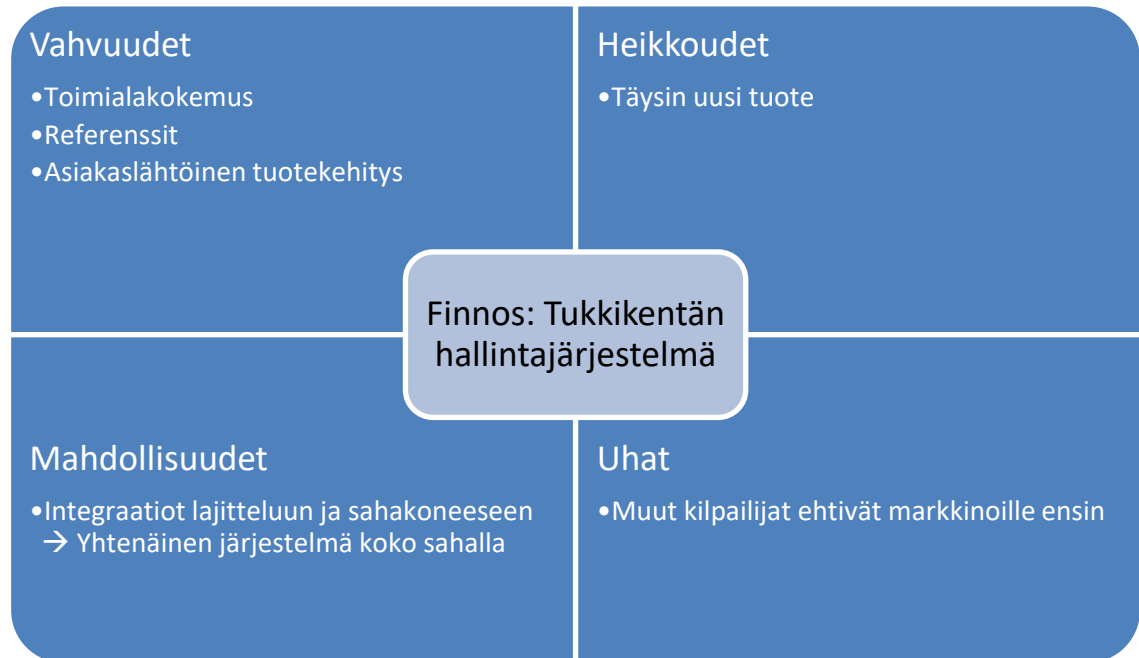 Vahvuudet
•Toimialakokemus
•Referenssit
•Asiakaslähtöinen tuotekehitys
Heikkoudet
•Täysin uusi tuote
Finnos: Tukkikentän
hallintajärjestelmä
Mahdollisuudet
•Integraatiot lajitteluun ja sahakoneeseen
→ Yhtenäinen järjestelmä koko sahalla
Uhat
•Muut kilpailijat ehtivät markkinoille ensin